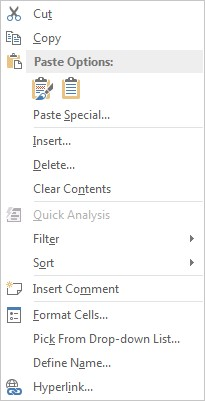 Cut
Copy
Paste Options:
Paste Special...
Insert...
Delete...
Clear Contents
Quick Analysis
Filter
Sort
Insert Comment
Format Cells...
Pick From Drop-down List...
Define Name...
Hyperlink...